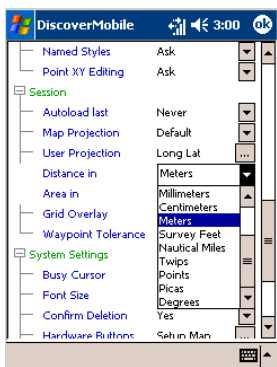 DiscoverMobile 3:00 ok
Named Styles Ask
Point XY Editing Ask
Session
Autoload last Never
Map Projection Default
User Projection Long Lat ...
Distance in Meters
Area in Millimeters
Centimeters
Grid Overlay Meters
Waypoint Tolerance Survey Feet
Nautical Miles
System Settings Twips
Busy Cursor Points
Font Size Picas
Degrees
Confirm Deletion Yes
Hardware Buttons Setup Map ...